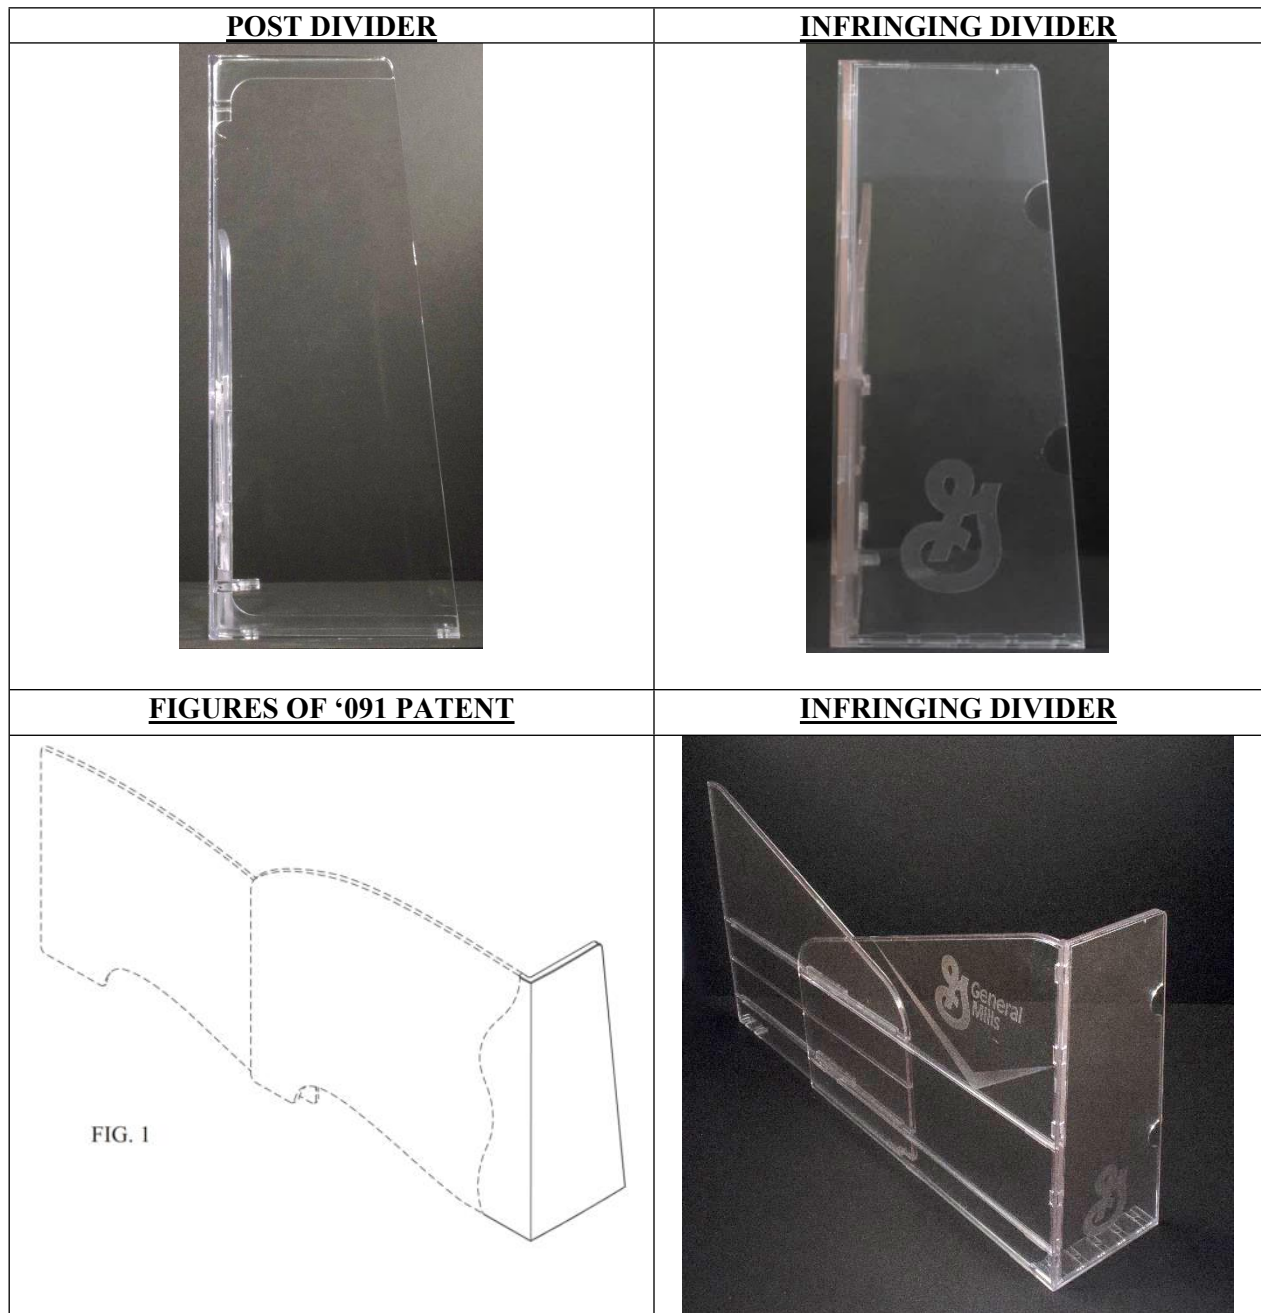 POST DIVIDER
INFRINGING DIVIDER
FIGURES OF ‘091 PATENT
INFRINGING DIVIDER
FIG. 1
General
Mills